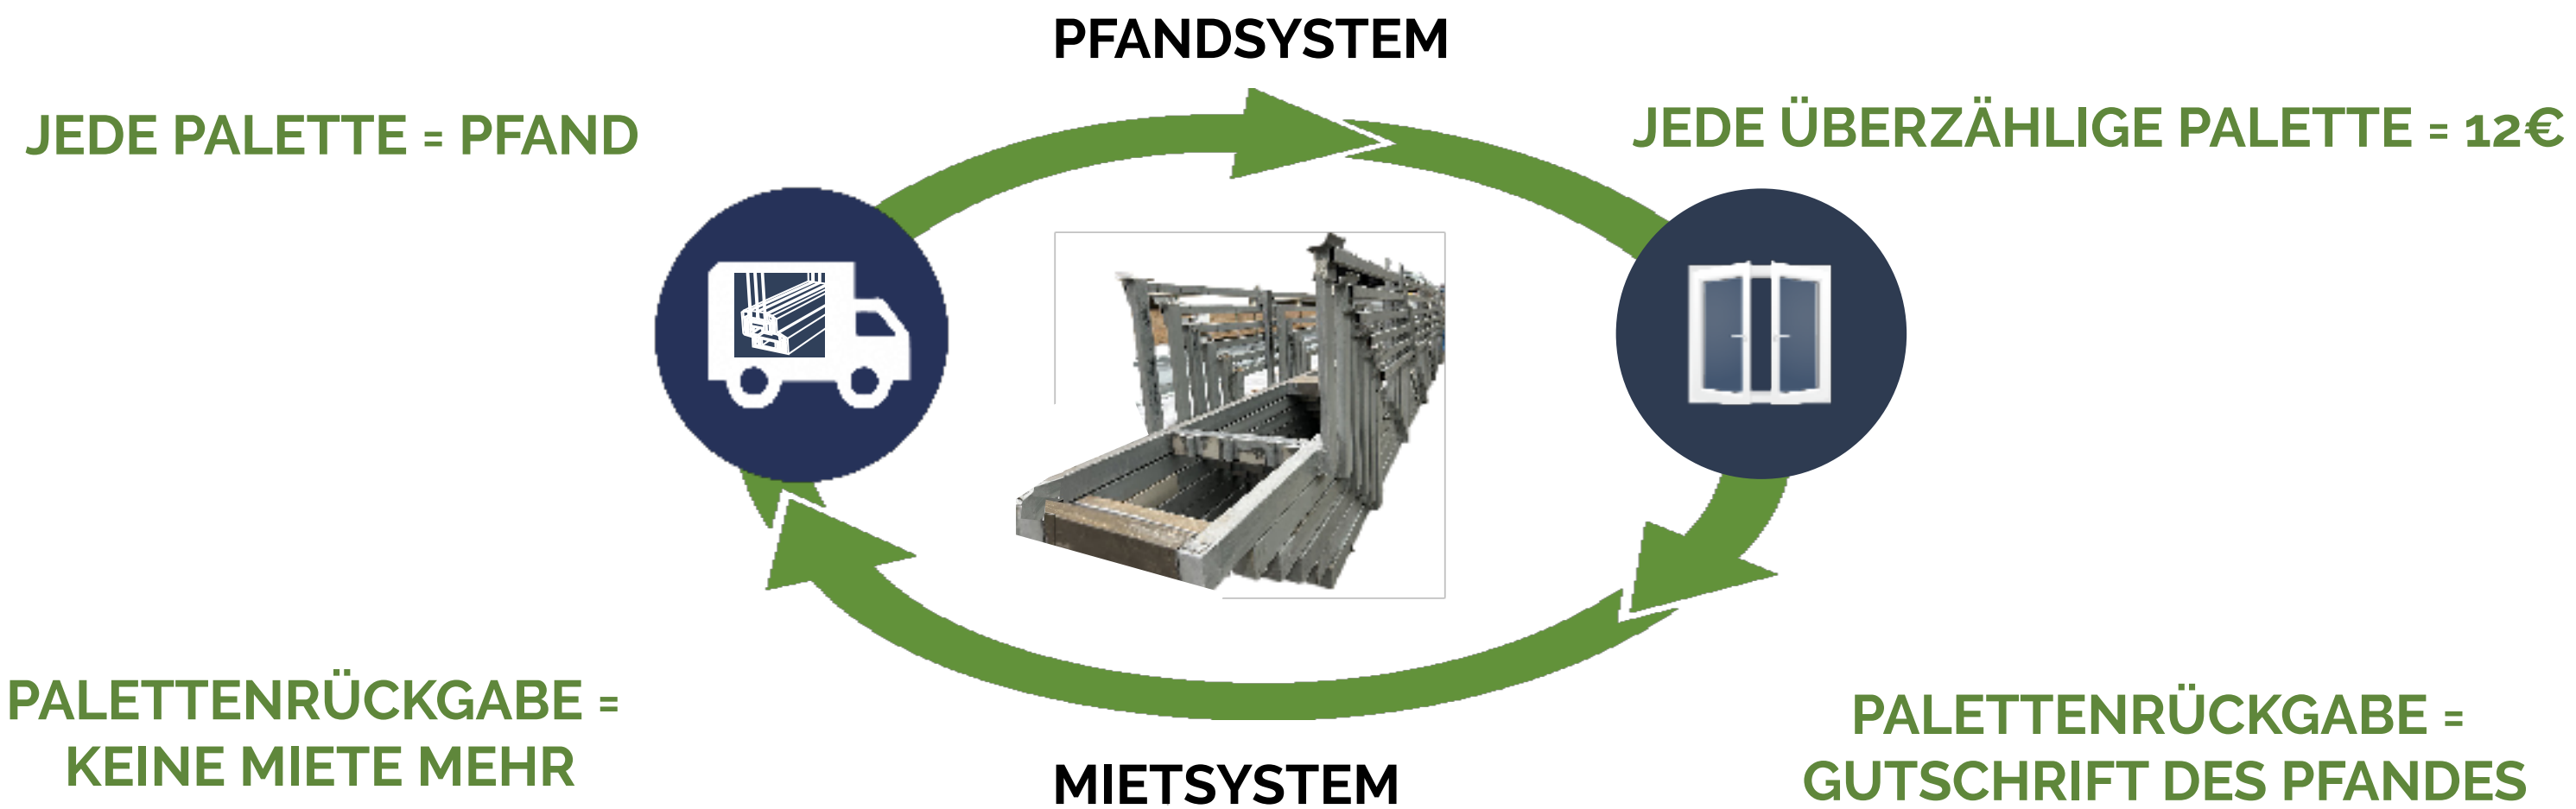 PFANDSYSTEM
JEDE PALETTE = PFAND
JEDE ÜBERZÄHLIGE PALETTE = 12€
PALETTENRÜCKGABE =
KEINE MIETE MEHR
MIETSYSTEM
PALETTENRÜCKGABE =
GUTSCHRIFT DES PFANDES